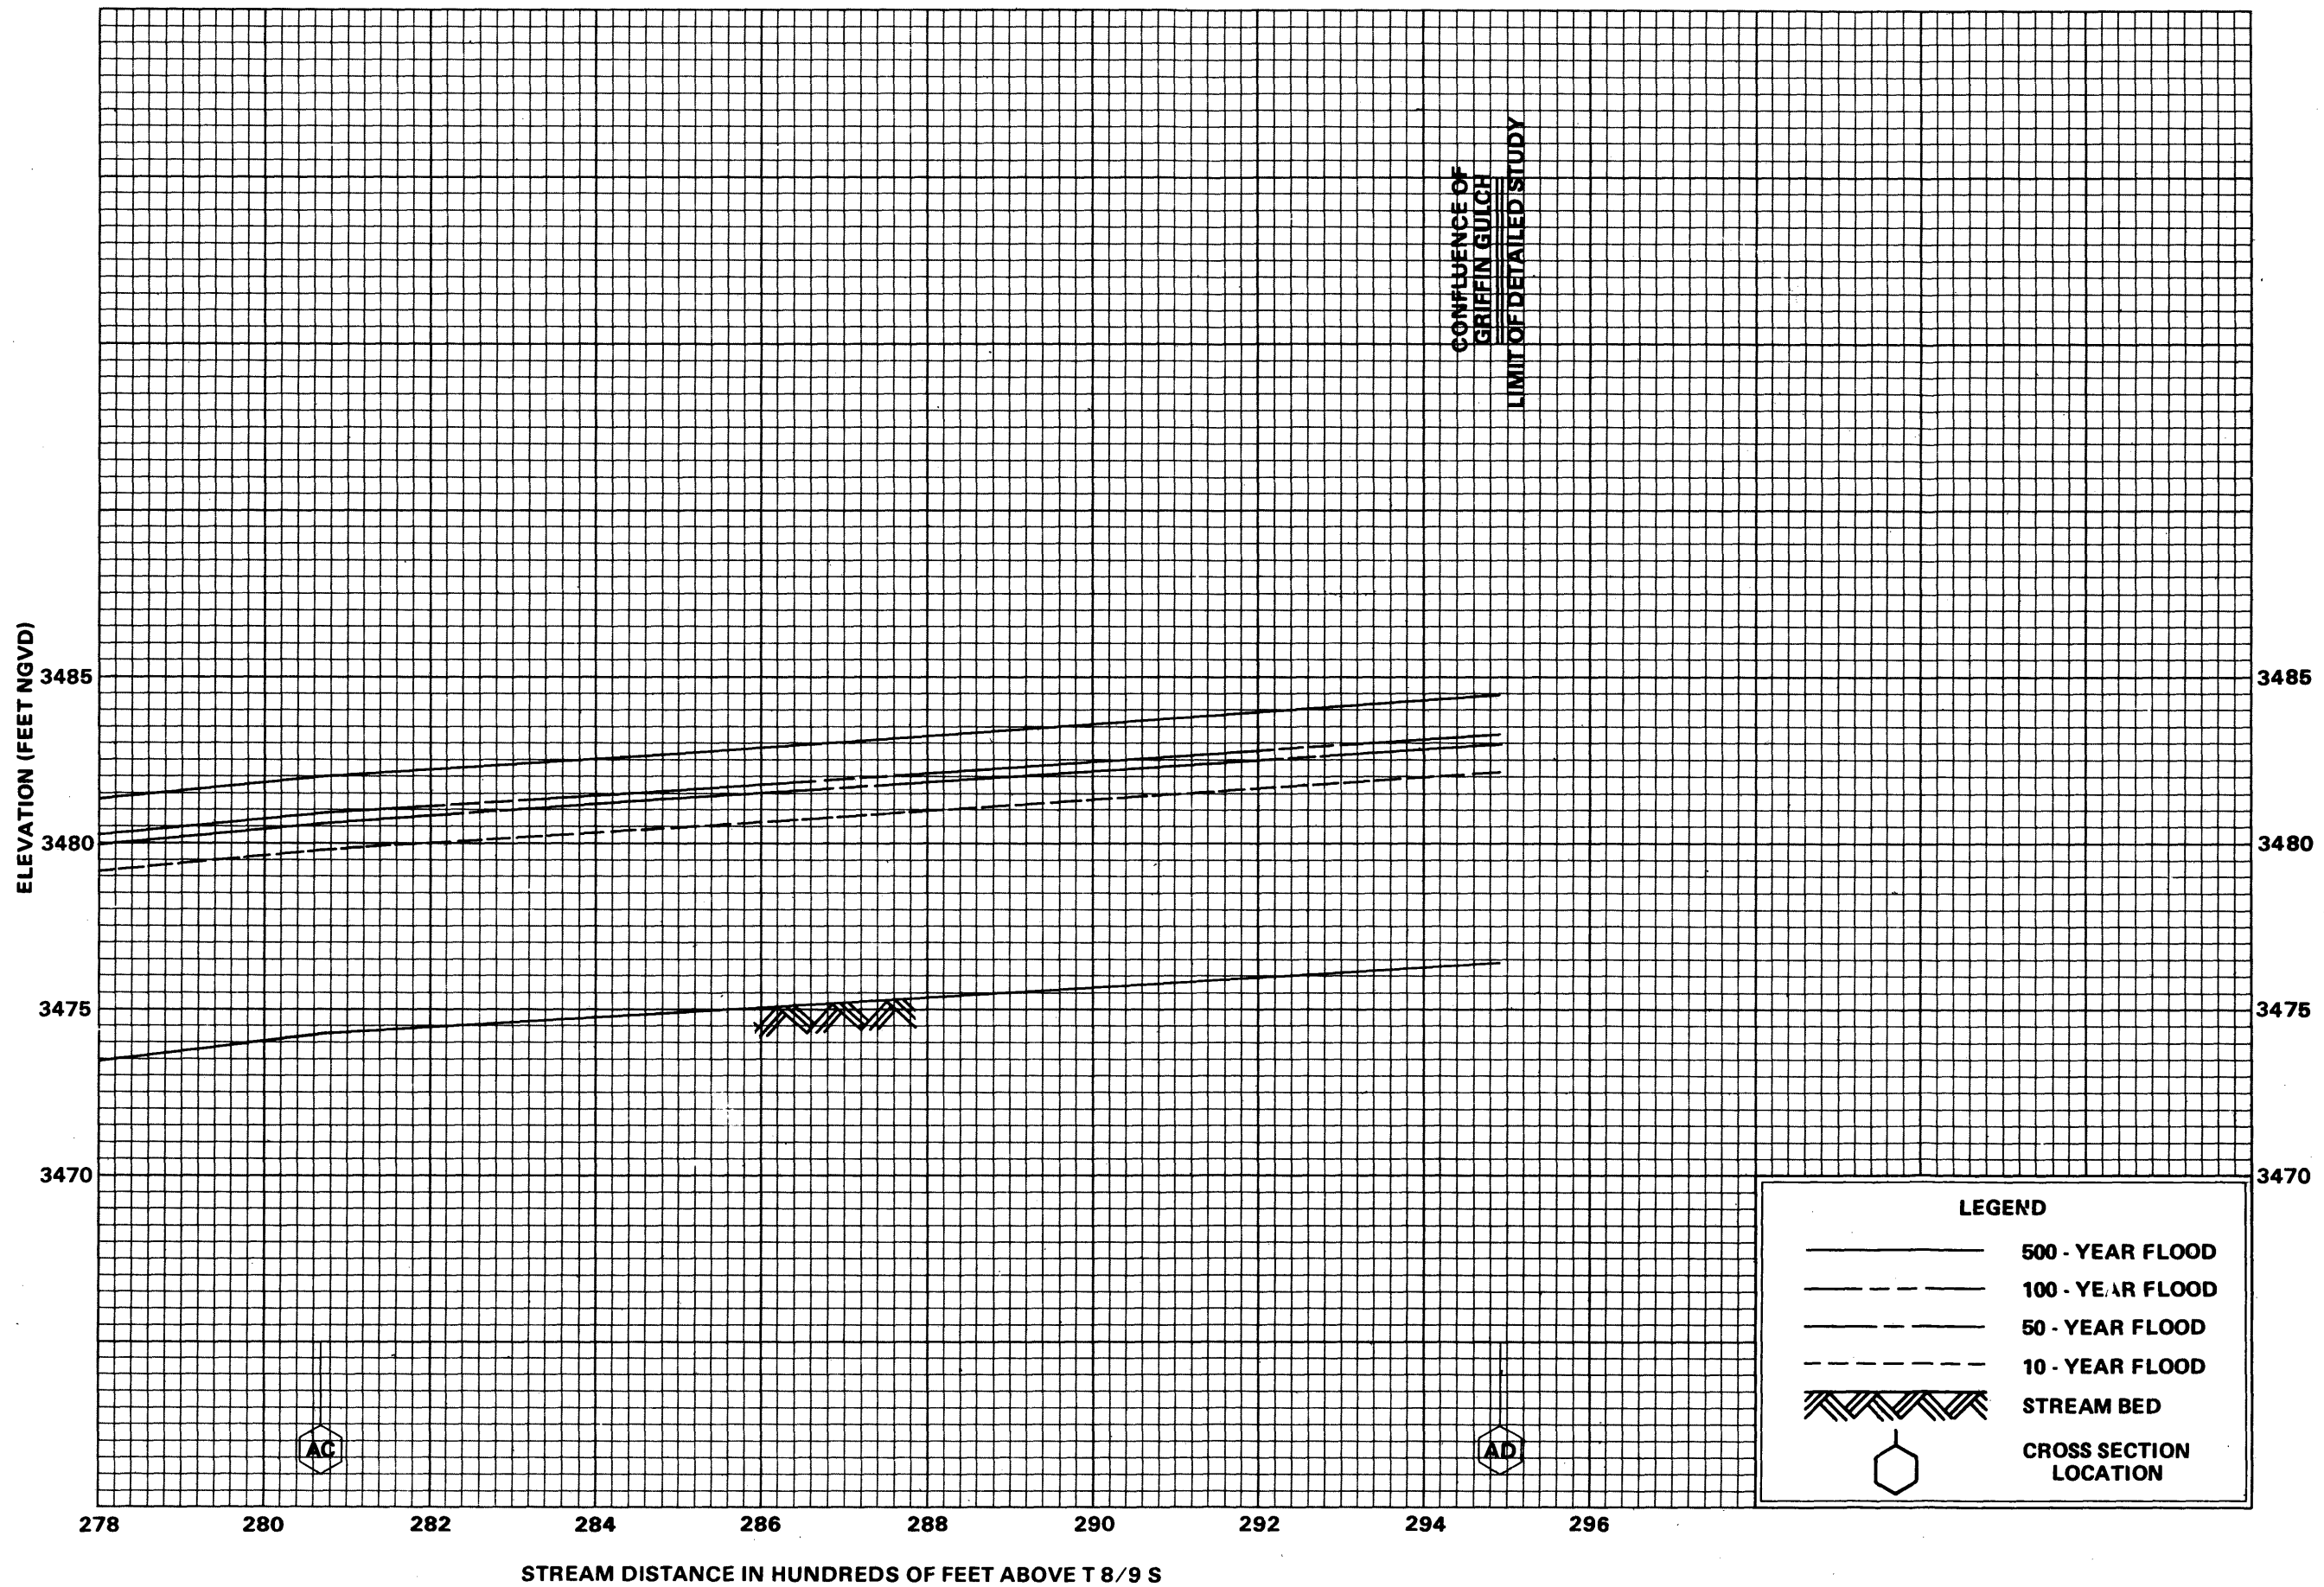 CONFLUENCE OF
GRIFFIN GULCH
LIMIT OF DETAILED STUDY
ELEVATION (FEET NGVD)
3485
3480
3475
3470
3485
3480
3475
3470
AC
AD
LEGEND
500 - YEAR FLOOD
100 - YEAR FLOOD
50 - YEAR FLOOD
10 - YEAR FLOOD
STREAM BED
CROSS SECTION
LOCATION
278 280 282 284 286 288 290 292 294 296
STREAM DISTANCE IN HUNDREDS OF FEET ABOVE T 8/9 S